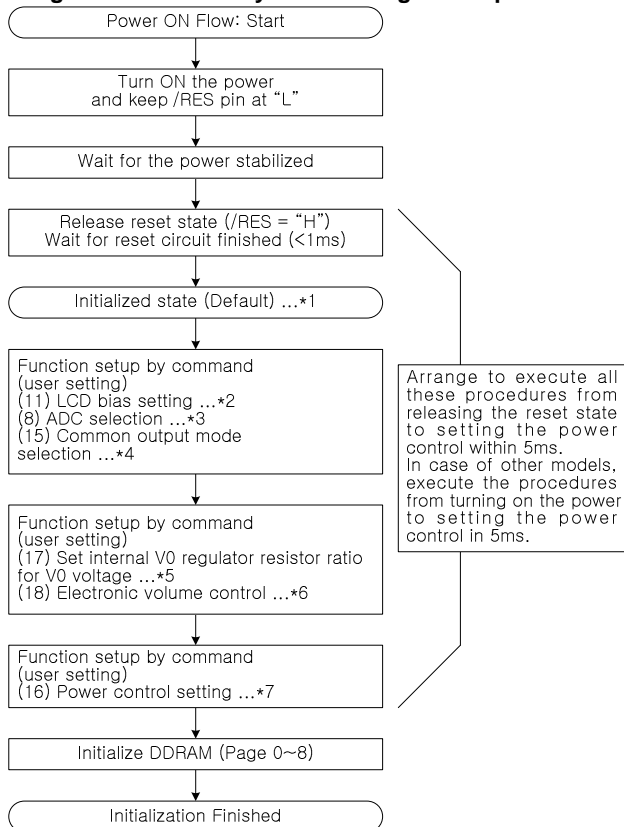 Power ON Flow: Start
Turn ON the power
and keep /RES pin at “L”
Wait for the power stabilized
Release reset state (/RES = “H”)
Wait for reset circuit finished (<1ms)
Initialized state (Default) ...*1
Function setup by command
(user setting)
(11) LCD bias setting ...*2
(8) ADC selection ...*3
(15) Common output mode
selection ...*4
Function setup by command
(user setting)
(17) Set internal V0 regulator resistor ratio
for V0 voltage ...*5
(18) Electronic volume control ...*6
Function setup by command
(user setting)
(16) Power control setting ...*7
Initialize DDRAM (Page 0~8)
Initialization Finished
Arrange to execute all
these procedures from
releasing the reset state
to setting the power
control within 5ms.
In case of other models,
execute the procedures
from turning on the power
to setting the power
control in 5ms.